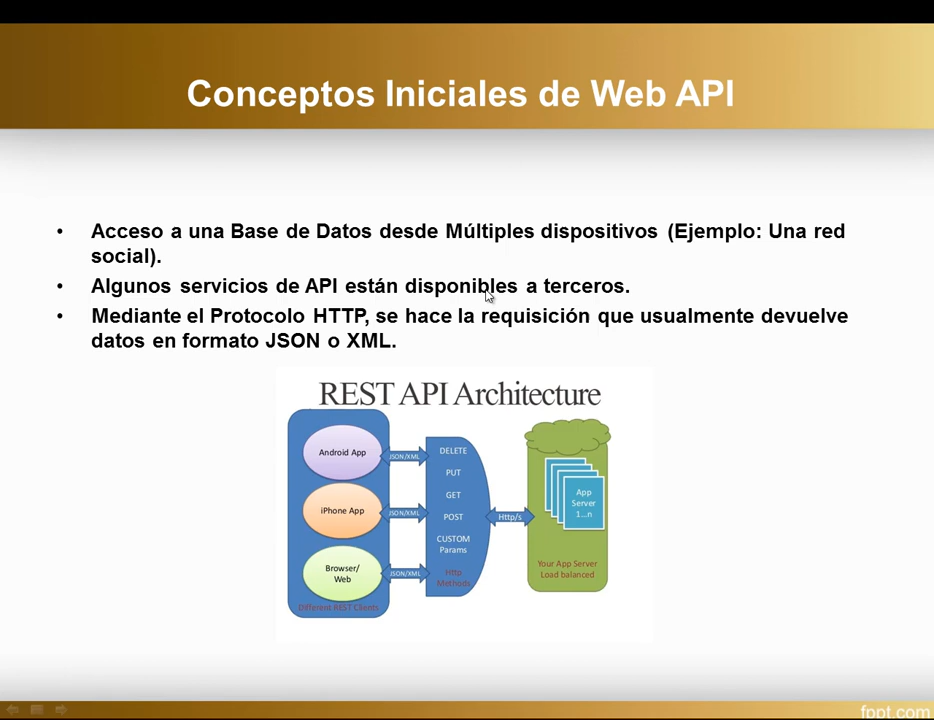 Conceptos Iniciales de Web API
• Acceso a una Base de Datos desde Múltiples dispositivos (Ejemplo: Una red
social).
• Algunos servicios de API están disponibles a terceros.
• Mediante el Protocolo HTTP, se hace la requisición que usualmente devuelve
datos en formato JSON o XML.
REST API Architecture
Android App
JSON/XML
iPhone App
JSON/XML
Browser/
Web
JSON/XML
Different REST Clients
DELETE
PUT
GET
POST
CUSTOM
Params
Http
Methods
Http/s
App
Server
1...n
Your App Server
Load balanced
fppt.com